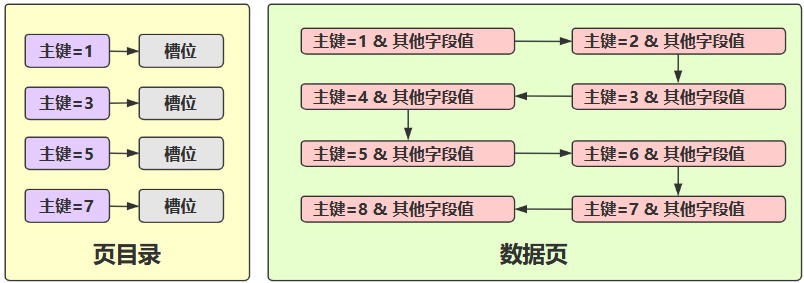 主键=1 槽位
主键=3 槽位
主键=5 槽位
主键=7 槽位
页目录
主键=1 & 其他字段值 主键=2 & 其他字段值
主键=4 & 其他字段值 主键=3 & 其他字段值
主键=5 & 其他字段值 主键=6 & 其他字段值
主键=8 & 其他字段值 主键=7 & 其他字段值
数据页